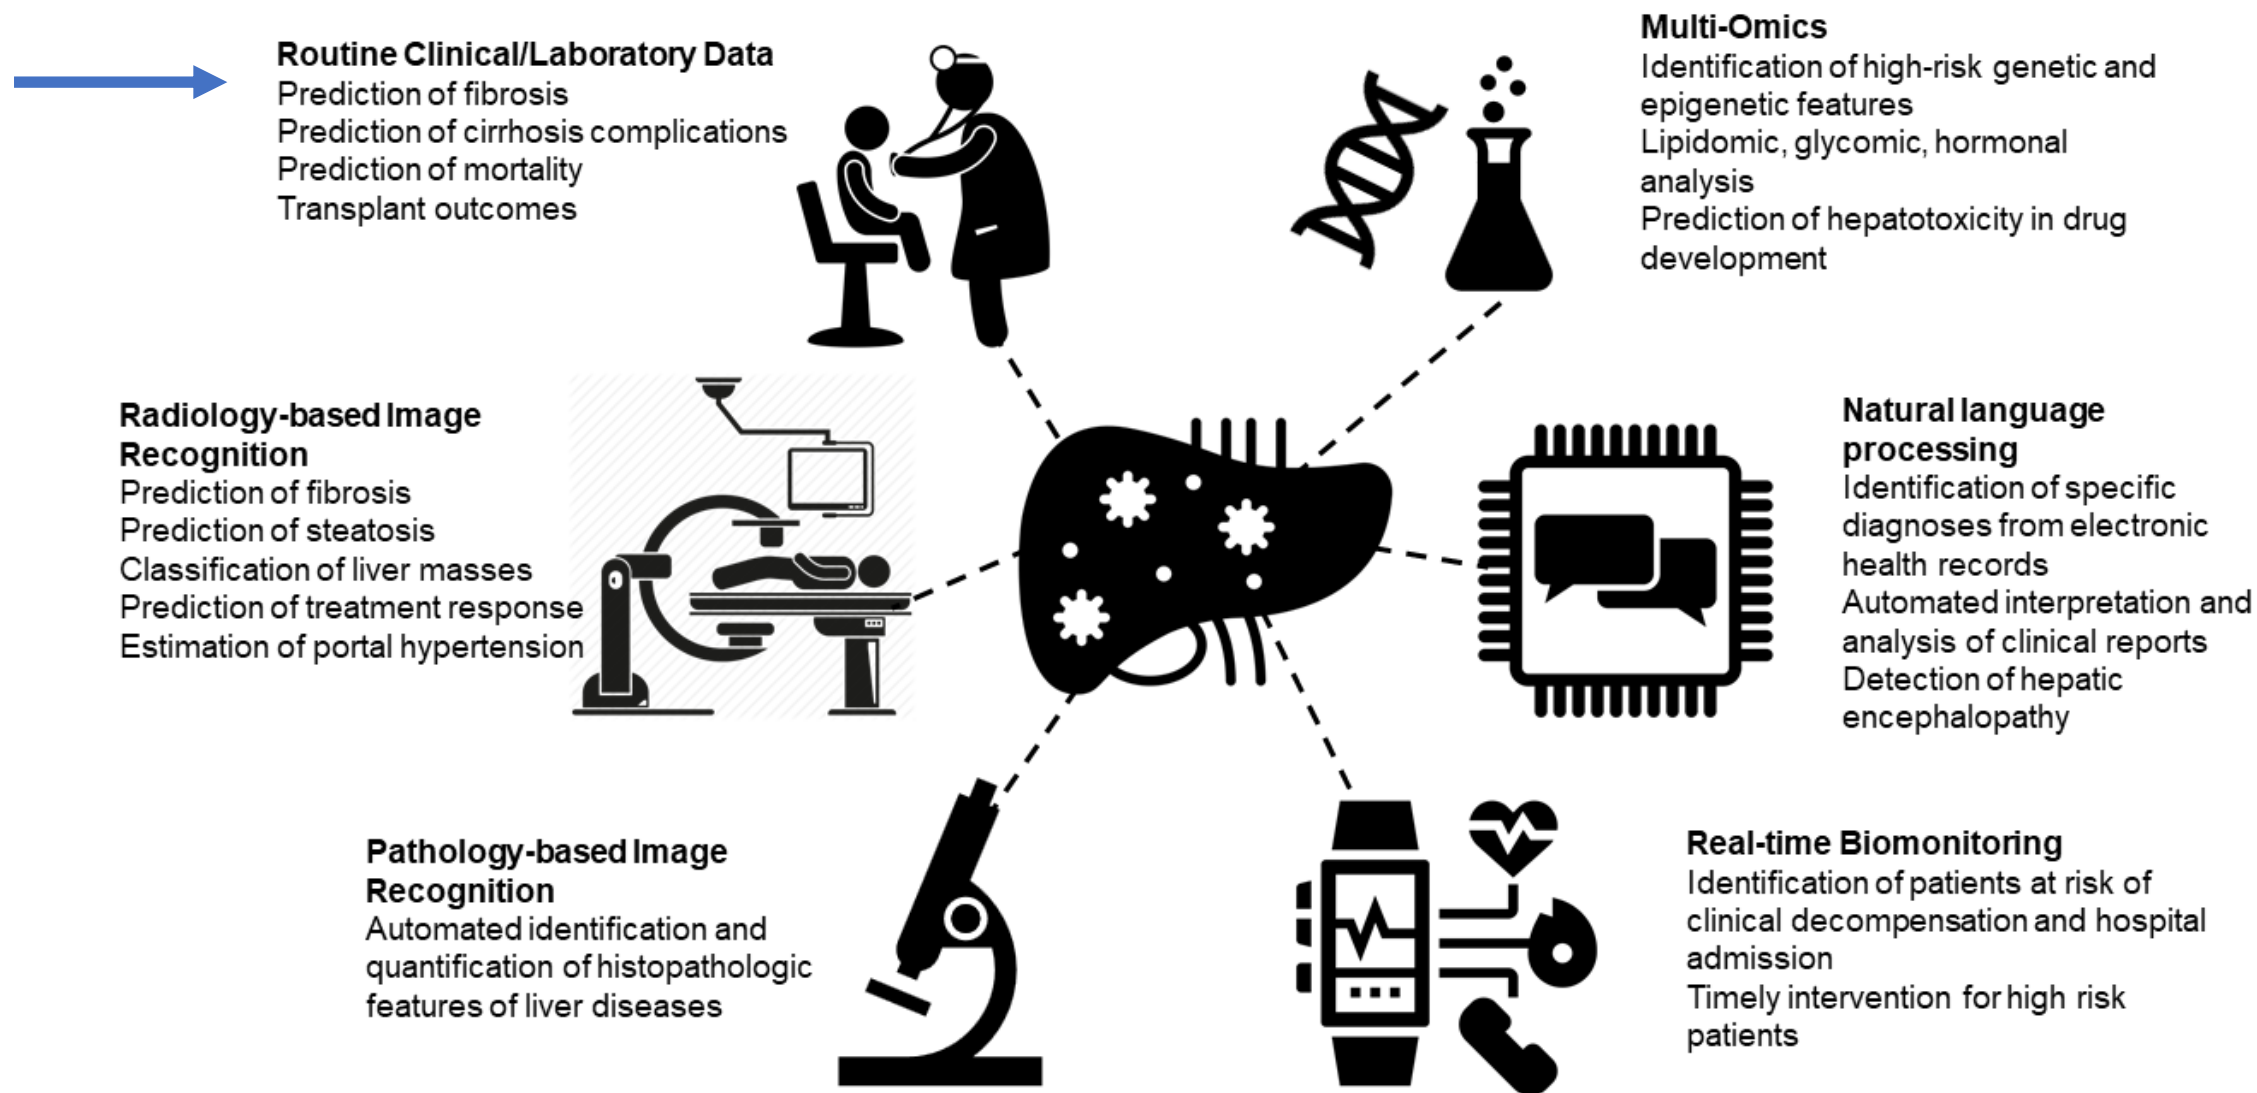 Routine Clinical/Laboratory Data
Prediction of fibrosis
Prediction of cirrhosis complications
Prediction of mortality
Transplant outcomes
Multi-Omics
Identification of high-risk genetic and
epigenetic features
Lipidomic, glycomic, hormonal
analysis
Prediction of hepatotoxicity in drug
development
Radiology-based Image
Recognition
Prediction of fibrosis
Prediction of steatosis
Classification of liver masses
Prediction of treatment response
Estimation of portal hypertension
Natural language
processing
Identification of specific
diagnoses from electronic
health records
Automated interpretation and
analysis of clinical reports
Detection of hepatic
encephalopathy
Pathology-based Image
Recognition
Automated identification and
quantification of histopathologic
features of liver diseases
Real-time Biomonitoring
Identification of patients at risk of
clinical decompensation and hospital
admission
Timely intervention for high risk
patients